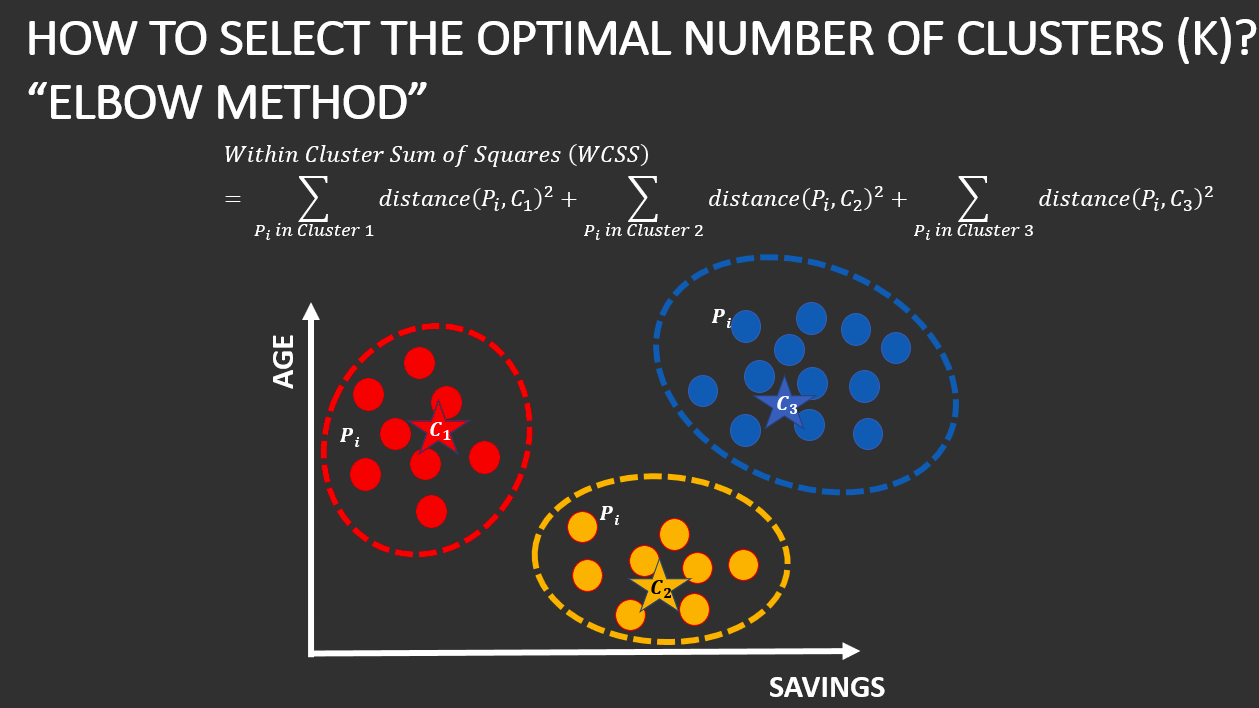 HOW TO SELECT THE OPTIMAL NUMBER OF CLUSTERS (K)?
“ELBOW METHOD”
Within Cluster Sum of Squares (WCSS)
= ∑ distance(Pᵢ, C₁)² + ∑ distance(Pᵢ, C₂)² + ∑ distance(Pᵢ, C₃)²
Pᵢ in Cluster 1 Pᵢ in Cluster 2 Pᵢ in Cluster 3
AGE
Pᵢ
C₁
Pᵢ
C₃
Pᵢ
C₂
SAVINGS